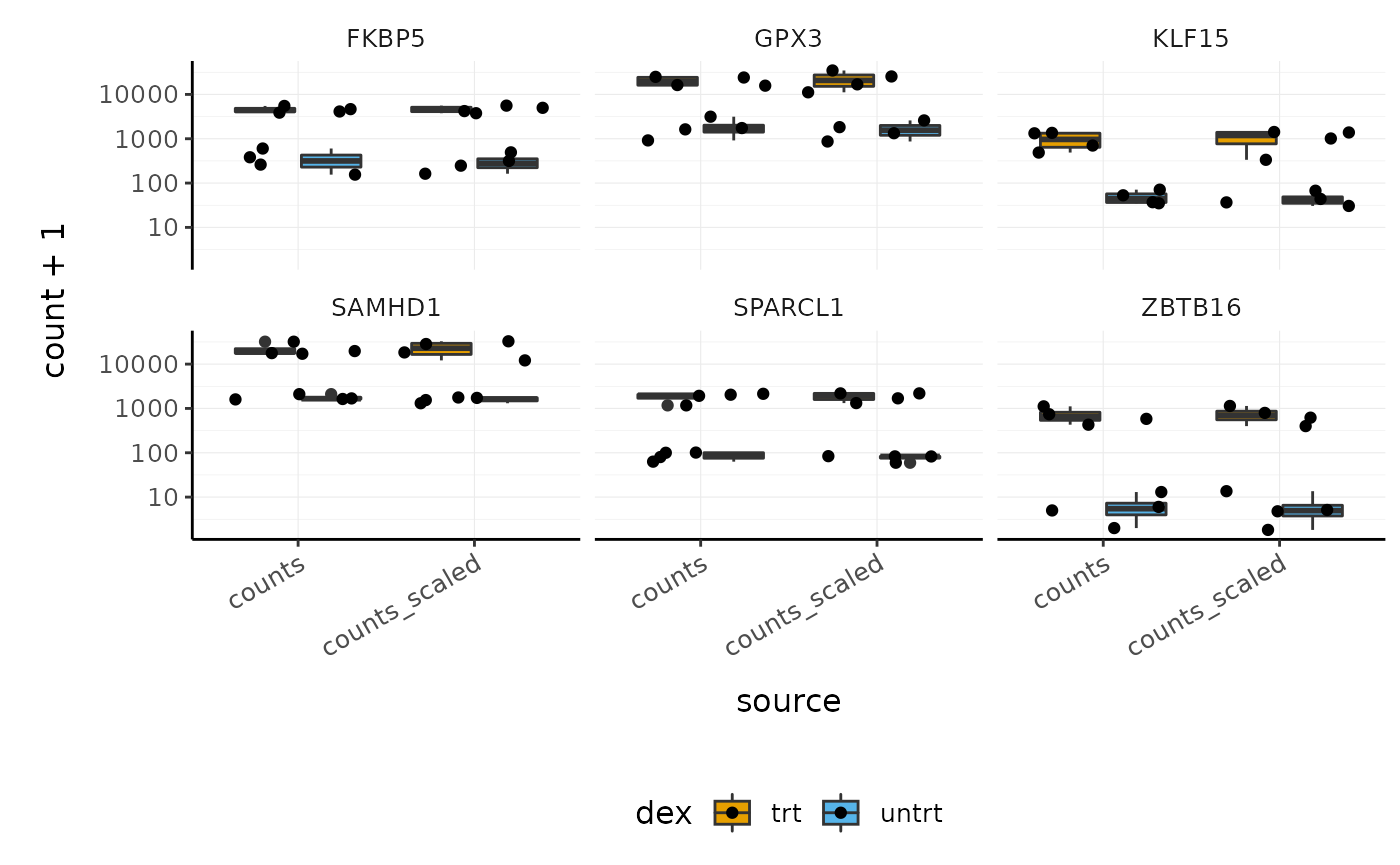 FKBP5 GPX3 KLF15
10000
1000
100
10
count + 1
SAMHD1 SPARCL1 ZBTB16
10000
1000
100
10
counts counts_scaled counts counts_scaled counts counts_scaled
source
dex trt untrt